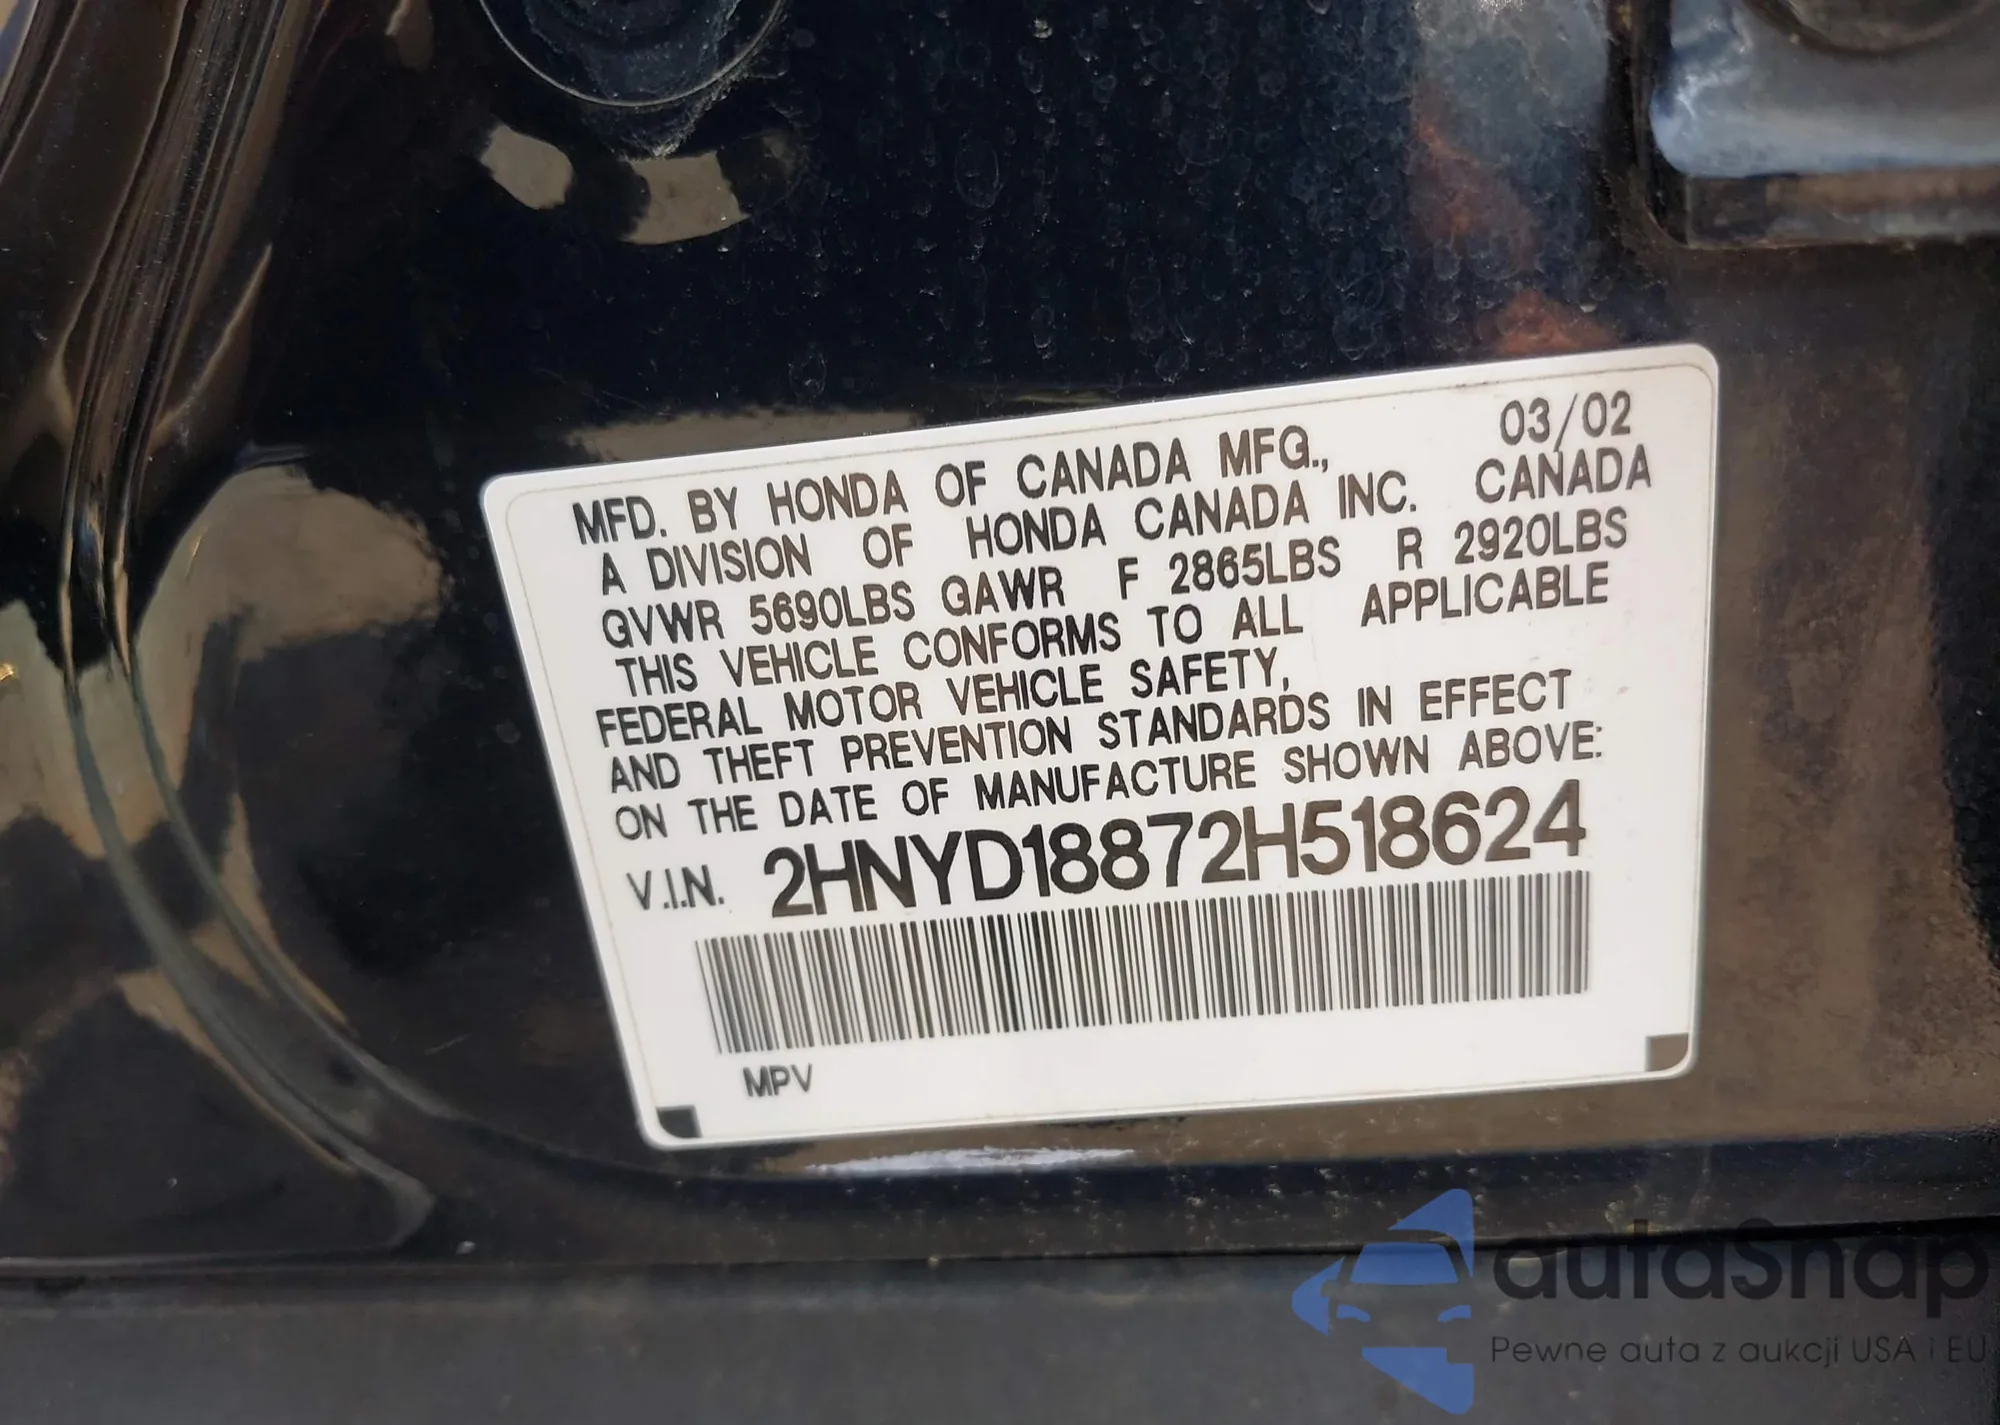 03/02
MFD. BY HONDA OF CANADA MFG.,
A DIVISION OF HONDA CANADA INC. CANADA
GVWR 5690LBS GAWR F 2865LBS R 2920LBS
THIS VEHICLE CONFORMS TO ALL APPLICABLE
FEDERAL MOTOR VEHICLE SAFETY,
AND THEFT PREVENTION STANDARDS IN EFFECT
ON THE DATE OF MANUFACTURE SHOWN ABOVE:
V.I.N. 2HNYD18872H518624
MPV
autoSnap
Pewne auta z aukcji USA i EU